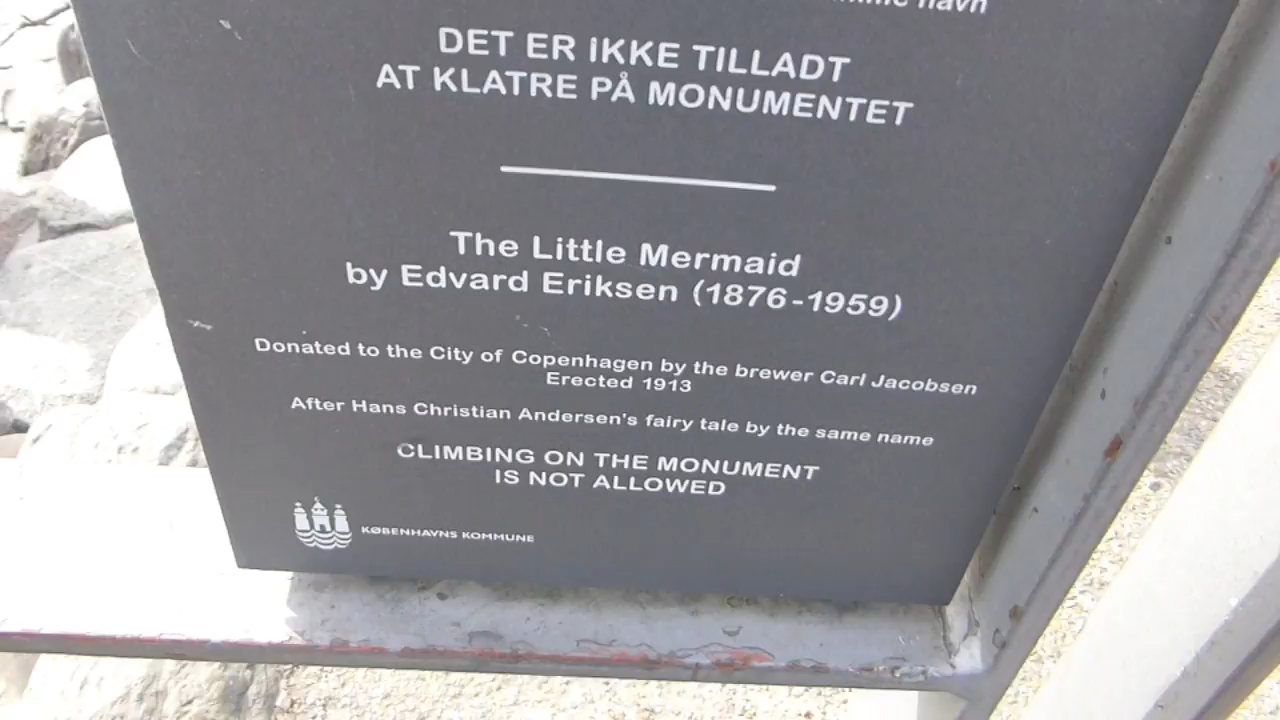 navn
DET ER IKKE TILLADT
AT KLATRE PÅ MONUMENTET
The Little Mermaid
by Edvard Eriksen (1876-1959)
Donated to the City of Copenhagen by the brewer Carl Jacobsen
Erected 1913
After Hans Christian Andersen's fairy tale by the same name
CLIMBING ON THE MONUMENT
IS NOT ALLOWED
KØBENHAVNS KOMMUNE